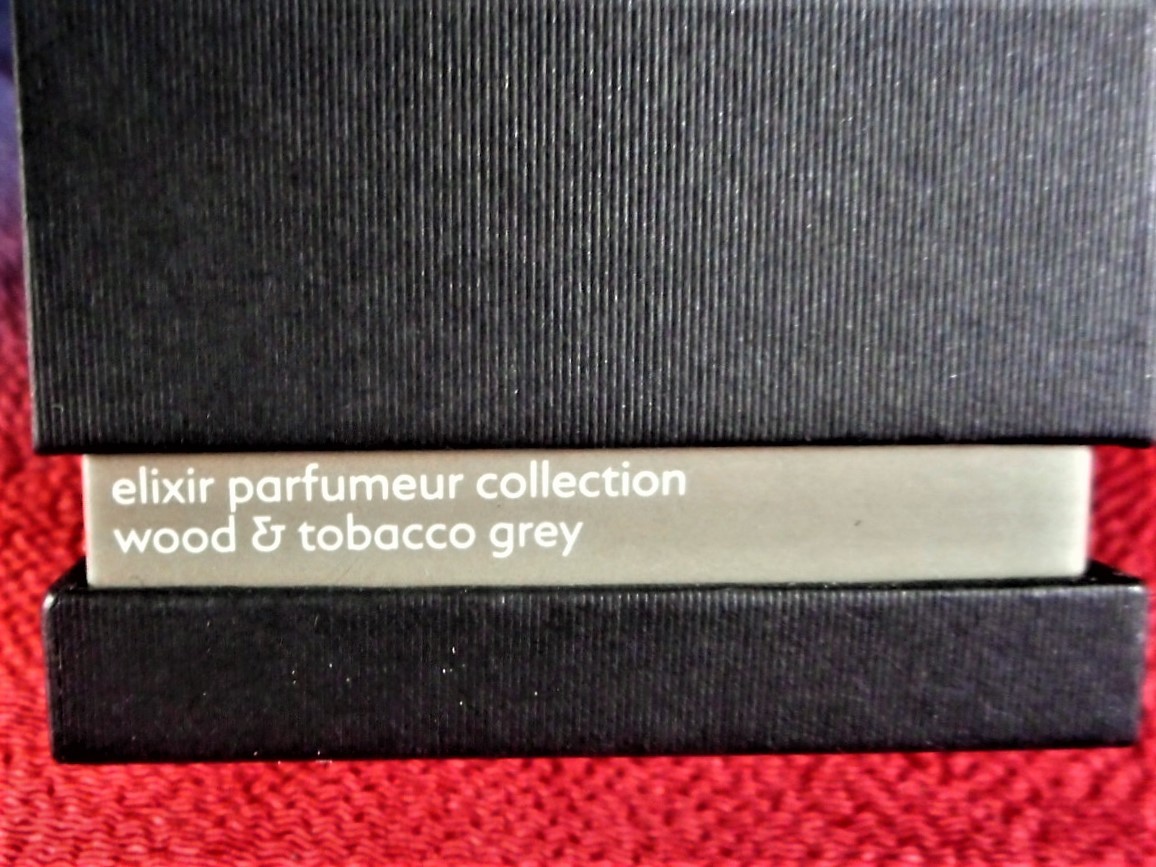 elixir parfumeur collection
wood & tobacco grey